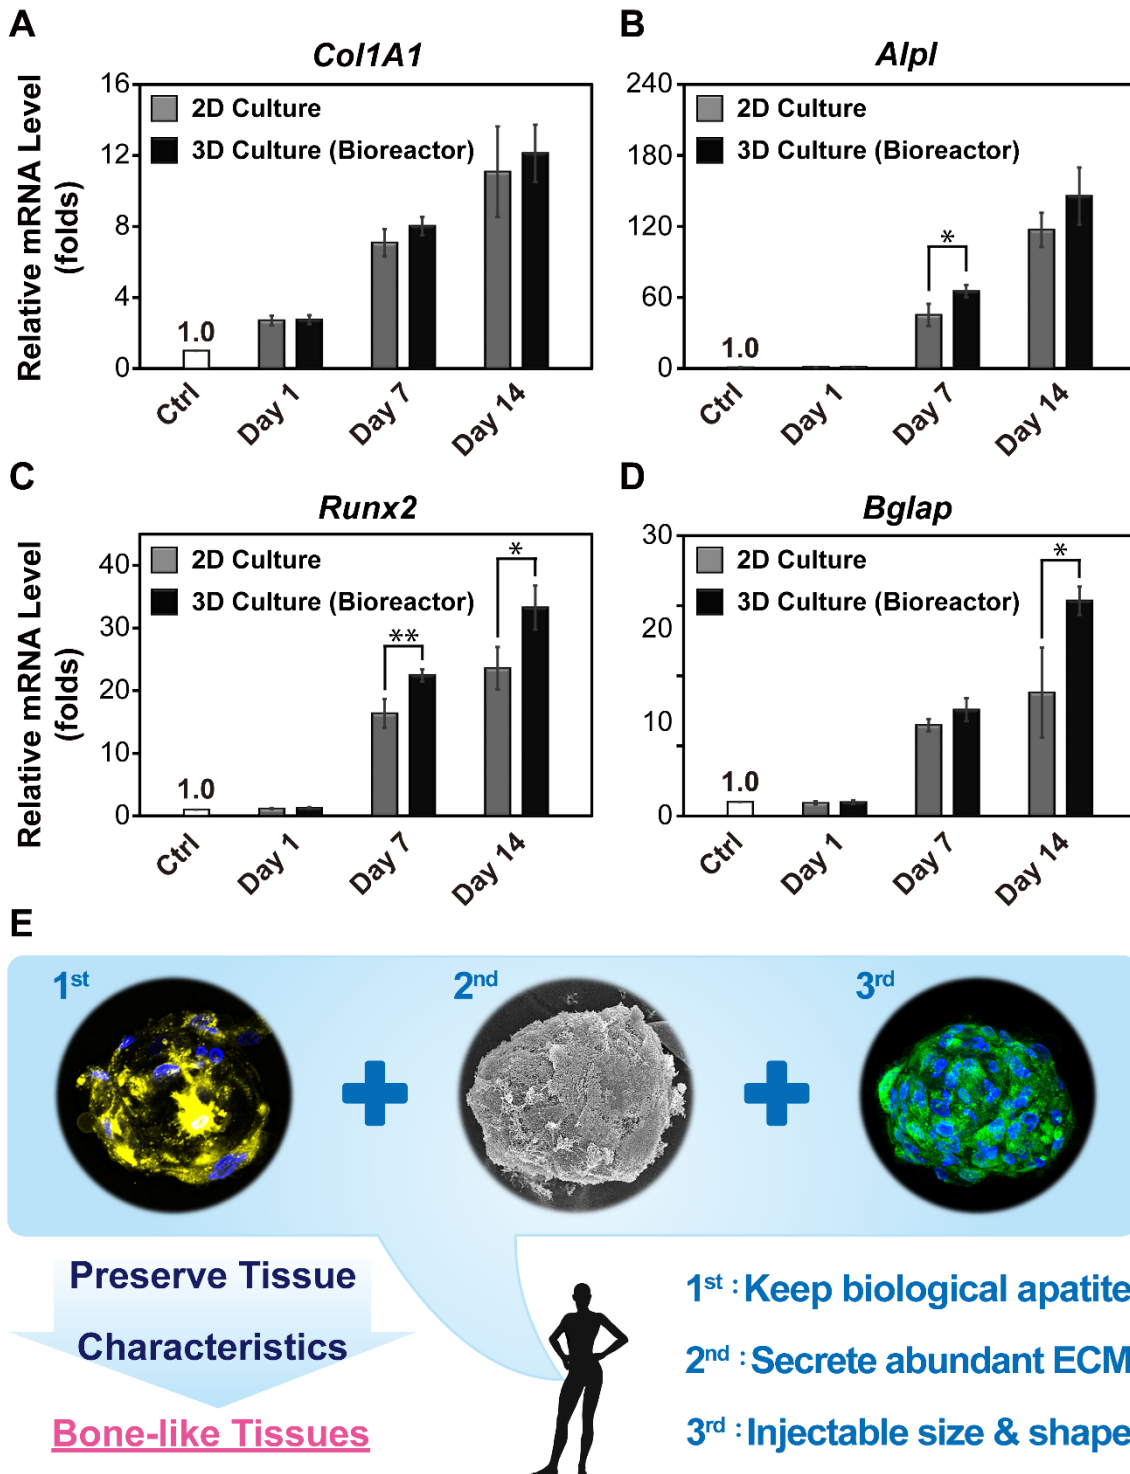 A
Col1A1
Relative mRNA Level
(folds)
16
12
8
4
0
2D Culture
3D Culture (Bioreactor)
1.0
Ctrl
Day 1
Day 7
Day 14
B
Alpl
240
180
120
60
0
2D Culture
3D Culture (Bioreactor)
*
1.0
Ctrl
Day 1
Day 7
Day 14
C
Runx2
Relative mRNA Level
(folds)
40
30
20
10
0
2D Culture
3D Culture (Bioreactor)
*
**
1.0
Ctrl
Day 1
Day 7
Day 14
D
Bglap
30
20
10
0
2D Culture
3D Culture (Bioreactor)
*
1.0
Ctrl
Day 1
Day 7
Day 14
E
1st
2nd
3rd
Preserve Tissue
Characteristics
Bone-like Tissues
1st : Keep biological apatite
2nd : Secrete abundant ECM
3rd : Injectable size & shape